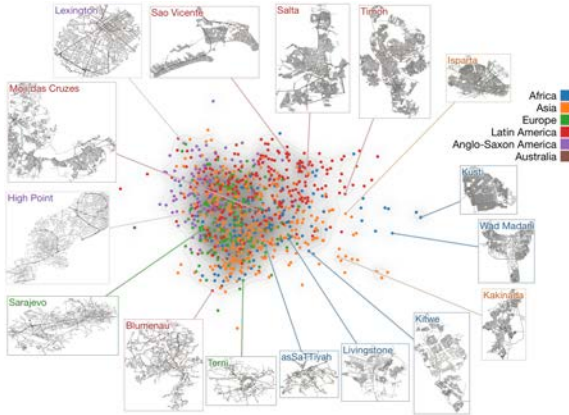 Lexington
Sao Vicente
Salta
Timon
Isparta
Africa
Asia
Europe
Latin America
Anglo-Saxon America
Australia
Moji das Cruzes
High Point
Kusti
Wad Madani
Sarajevo
Blumenau
Terni
asSaTTiyah
Livingstone
Kitwe
Kakinada